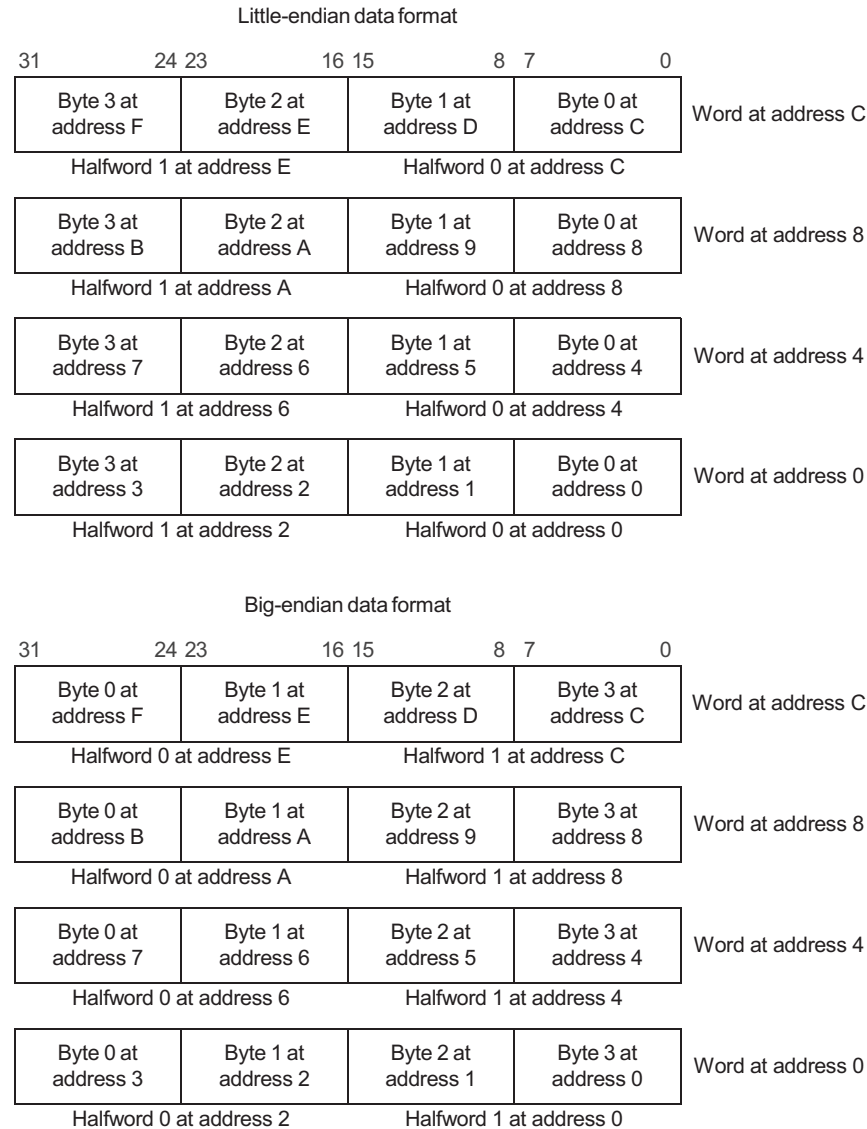 Little-endian data format
31 24 23 16 15 8 7 0
Byte 3 at Byte 2 at Byte 1 at Byte 0 at
address F address E address D address C
Word at address C
Halfword 1 at address E Halfword 0 at address C
Byte 3 at Byte 2 at Byte 1 at Byte 0 at
address B address A address 9 address 8
Word at address 8
Halfword 1 at address A Halfword 0 at address 8
Byte 3 at Byte 2 at Byte 1 at Byte 0 at
address 7 address 6 address 5 address 4
Word at address 4
Halfword 1 at address 6 Halfword 0 at address 4
Byte 3 at Byte 2 at Byte 1 at Byte 0 at
address 3 address 2 address 1 address 0
Word at address 0
Halfword 1 at address 2 Halfword 0 at address 0
Big-endian data format
31 24 23 16 15 8 7 0
Byte 0 at Byte 1 at Byte 2 at Byte 3 at
address F address E address D address C
Word at address C
Halfword 0 at address E Halfword 1 at address C
Byte 0 at Byte 1 at Byte 2 at Byte 3 at
address B address A address 9 address 8
Word at address 8
Halfword 0 at address A Halfword 1 at address 8
Byte 0 at Byte 1 at Byte 2 at Byte 3 at
address 7 address 6 address 5 address 4
Word at address 4
Halfword 0 at address 6 Halfword 1 at address 4
Byte 0 at Byte 1 at Byte 2 at Byte 3 at
address 3 address 2 address 1 address 0
Word at address 0
Halfword 0 at address 2 Halfword 1 at address 0